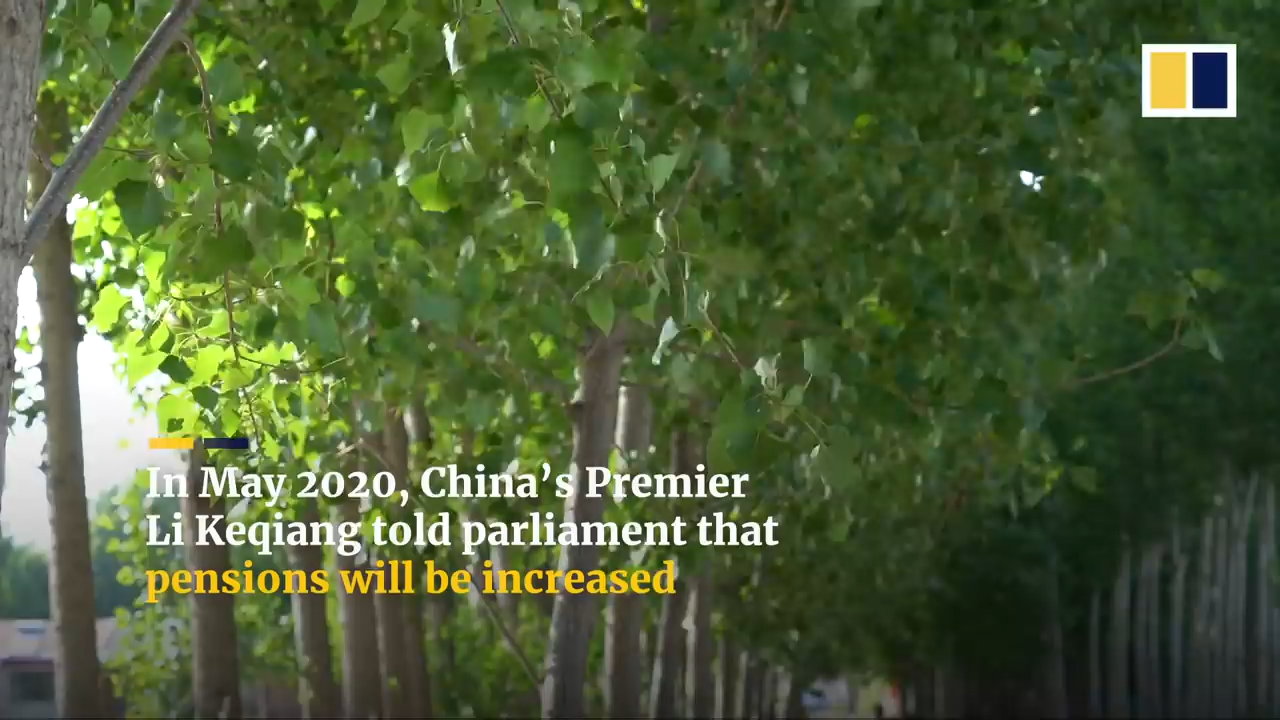 In May 2020, China’s Premier
Li Keqiang told parliament that
pensions will be increased